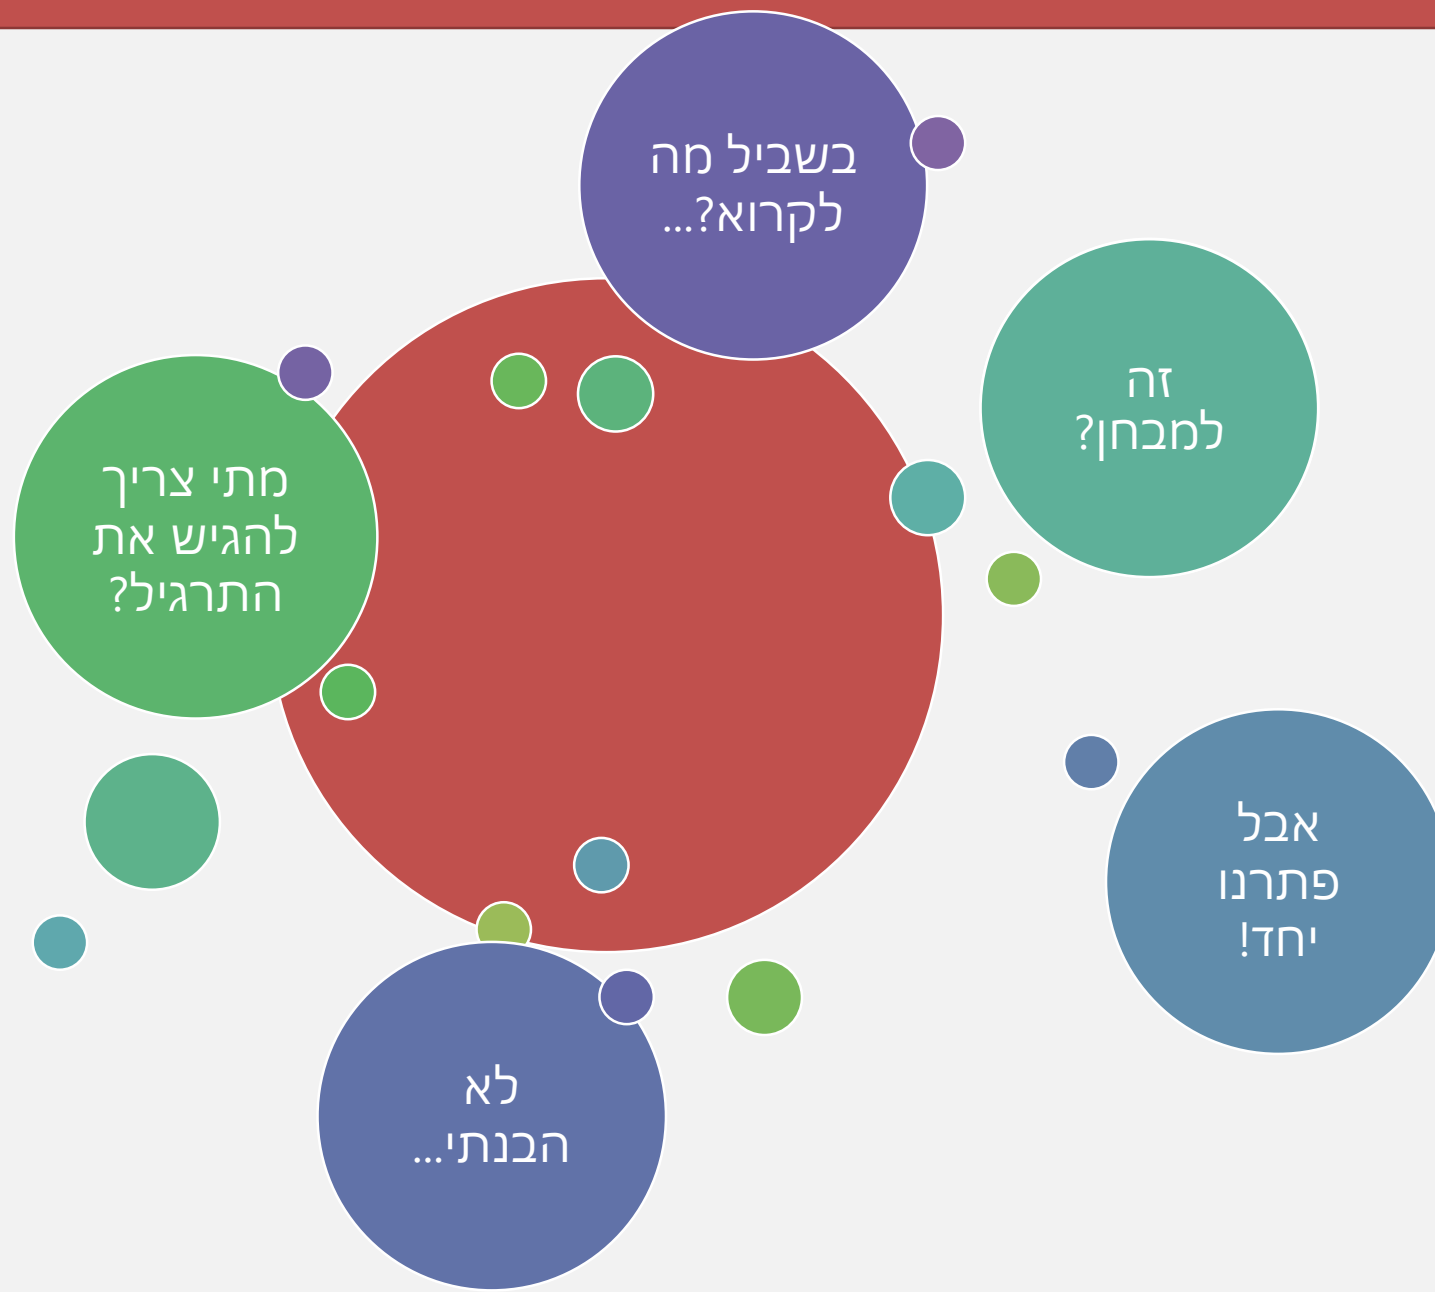 בשביל מה
לקרוא?...
זה
למבחן?
מתי צריך
להגיש את
התרגיל?
אבל
פתרנו
יחד!
לא
הבנתי...